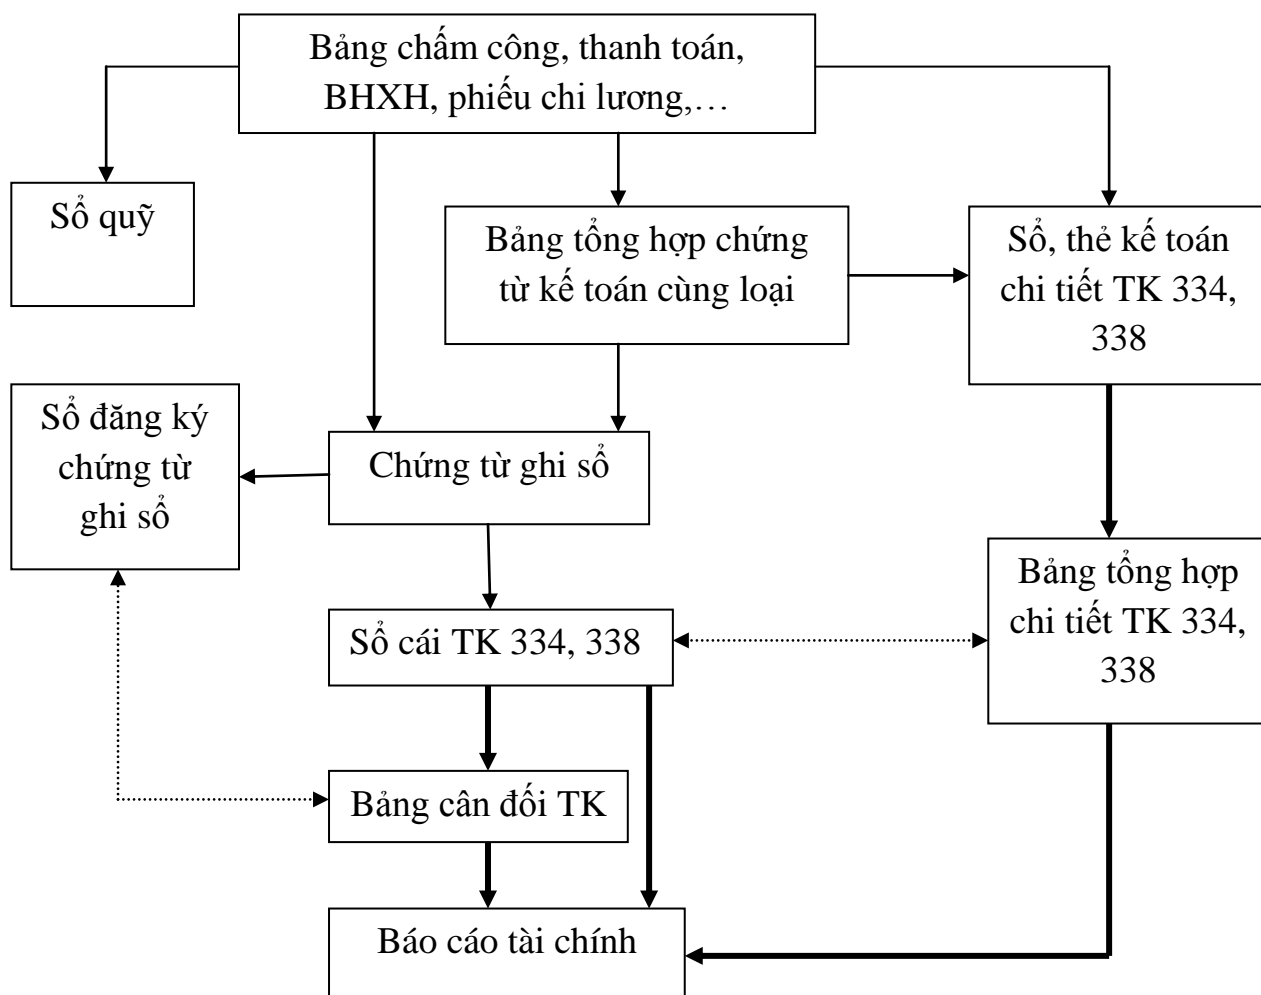 Bảng chấm công, thanh toán,
BHXH, phiếu chi lương,…
Sổ quỹ
Bảng tổng hợp chứng
từ kế toán cùng loại
Sổ, thẻ kế toán
chi tiết TK 334,
338
Sổ đăng ký
chứng từ
ghi sổ
Chứng từ ghi sổ
Bảng tổng hợp
chi tiết TK 334,
338
Sổ cái TK 334, 338
Bảng cân đối TK
Báo cáo tài chính